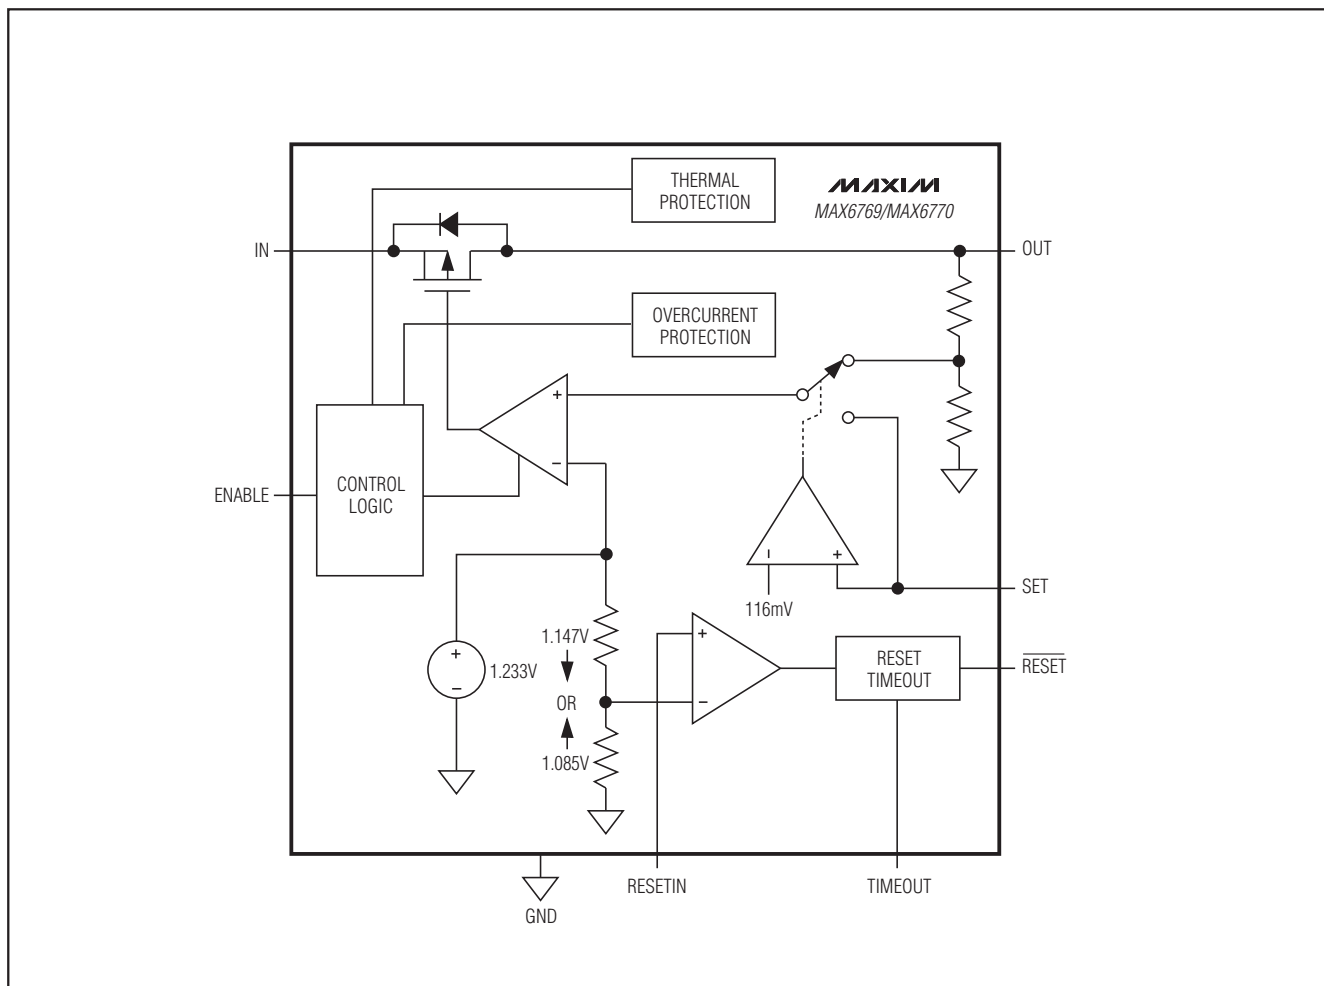 THERMAL
PROTECTION
MAXIM
MAX6769/MAX6770
IN
OUT
OVERCURRENT
PROTECTION
+
−
ENABLE
CONTROL
LOGIC
− +
116mV
SET
1.147V
+
+
1.233V
−
OR
−
1.085V
RESET
TIMEOUT
RESET
RESETIN
TIMEOUT
GND